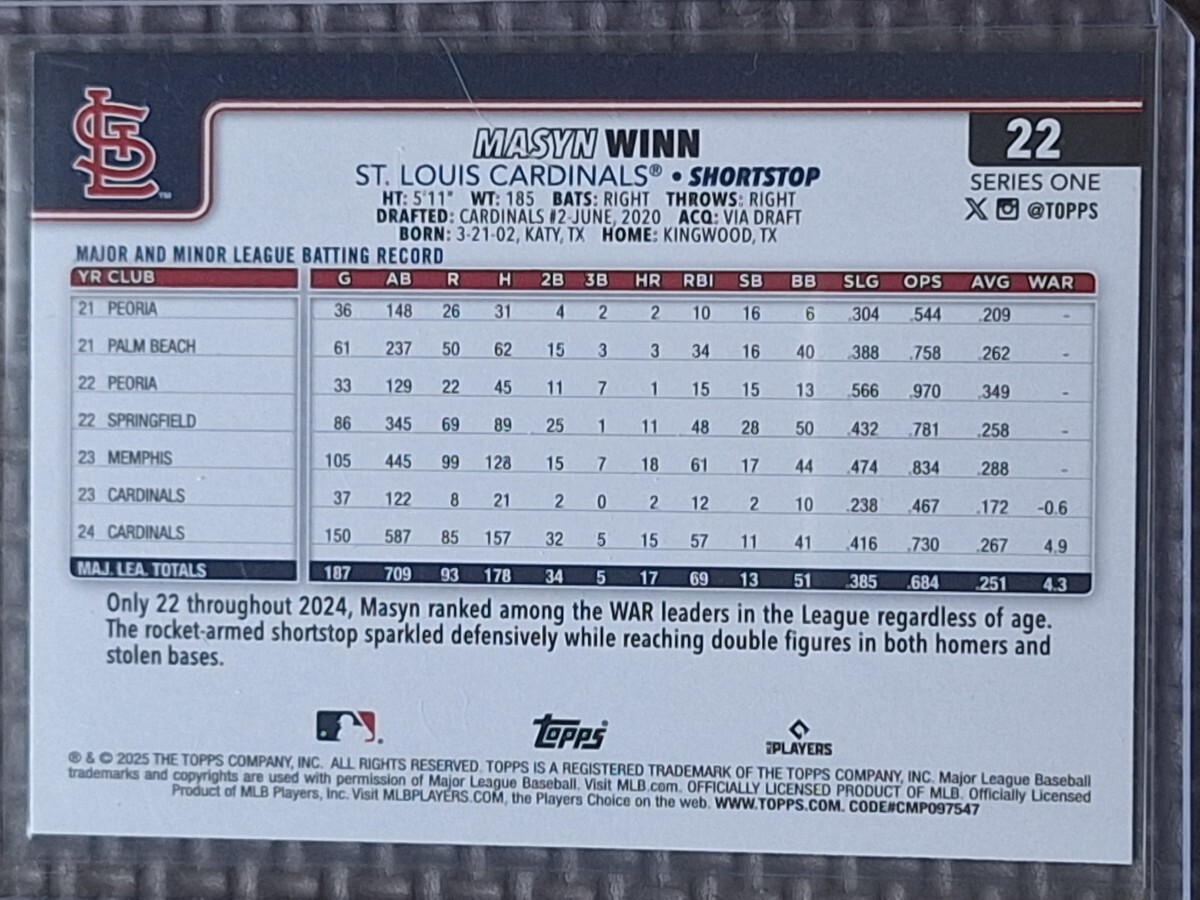 STL ™
MASYN WINN
22
ST. LOUIS CARDINALS® • SHORTSTOP
SERIES ONE
HT: 5'11" WT: 185 BATS: RIGHT THROWS: RIGHT
@TOPPS
DRAFTED: CARDINALS #2-JUNE, 2020 ACQ: VIA DRAFT
BORN: 3-21-02, KATY, TX HOME: KINGWOOD, TX
MAJOR AND MINOR LEAGUE BATTING RECORD
YR CLUB G AB R H 2B 3B HR RBI SB BB SLG OPS AVG WAR
21 PEORIA 36 148 26 31 4 2 2 10 16 6 .304 .544 .209 -
21 PALM BEACH 61 237 50 62 15 3 3 34 16 40 .388 .758 .262 -
22 PEORIA 33 129 22 45 11 7 1 15 15 13 .566 .970 .349 -
22 SPRINGFIELD 86 345 69 89 25 1 11 48 28 50 .432 .781 .258 -
23 MEMPHIS 105 445 99 128 15 7 18 61 17 44 .474 .834 .288 -
23 CARDINALS 37 122 8 21 2 0 2 12 2 10 .238 .467 .172 -0.6
24 CARDINALS 150 587 85 157 32 5 15 57 11 41 .416 .730 .267 4.9
MAJ. LEA. TOTALS 187 709 93 178 34 5 17 69 13 51 .385 .684 .251 4.3
Only 22 throughout 2024, Masyn ranked among the WAR leaders in the League regardless of age.
The rocket-armed shortstop sparkled defensively while reaching double figures in both homers and
stolen bases.
Topps
MLB PLAYERS
® & © 2025 THE TOPPS COMPANY, INC. ALL RIGHTS RESERVED. TOPPS IS A REGISTERED TRADEMARK OF THE TOPPS COMPANY, INC. Major League Baseball
trademarks and copyrights are used with permission of Major League Baseball. Visit MLB.com. OFFICIALLY LICENSED PRODUCT OF MLB. Officially Licensed
Product of MLB Players, Inc. Visit MLBPLAYERS.COM, the Players Choice on the web. WWW.TOPPS.COM. CODE#CMP097547